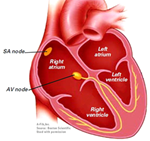 SA node
Left
atrium
Right
atrium
Left
ventricle
AV node
Right
ventricle